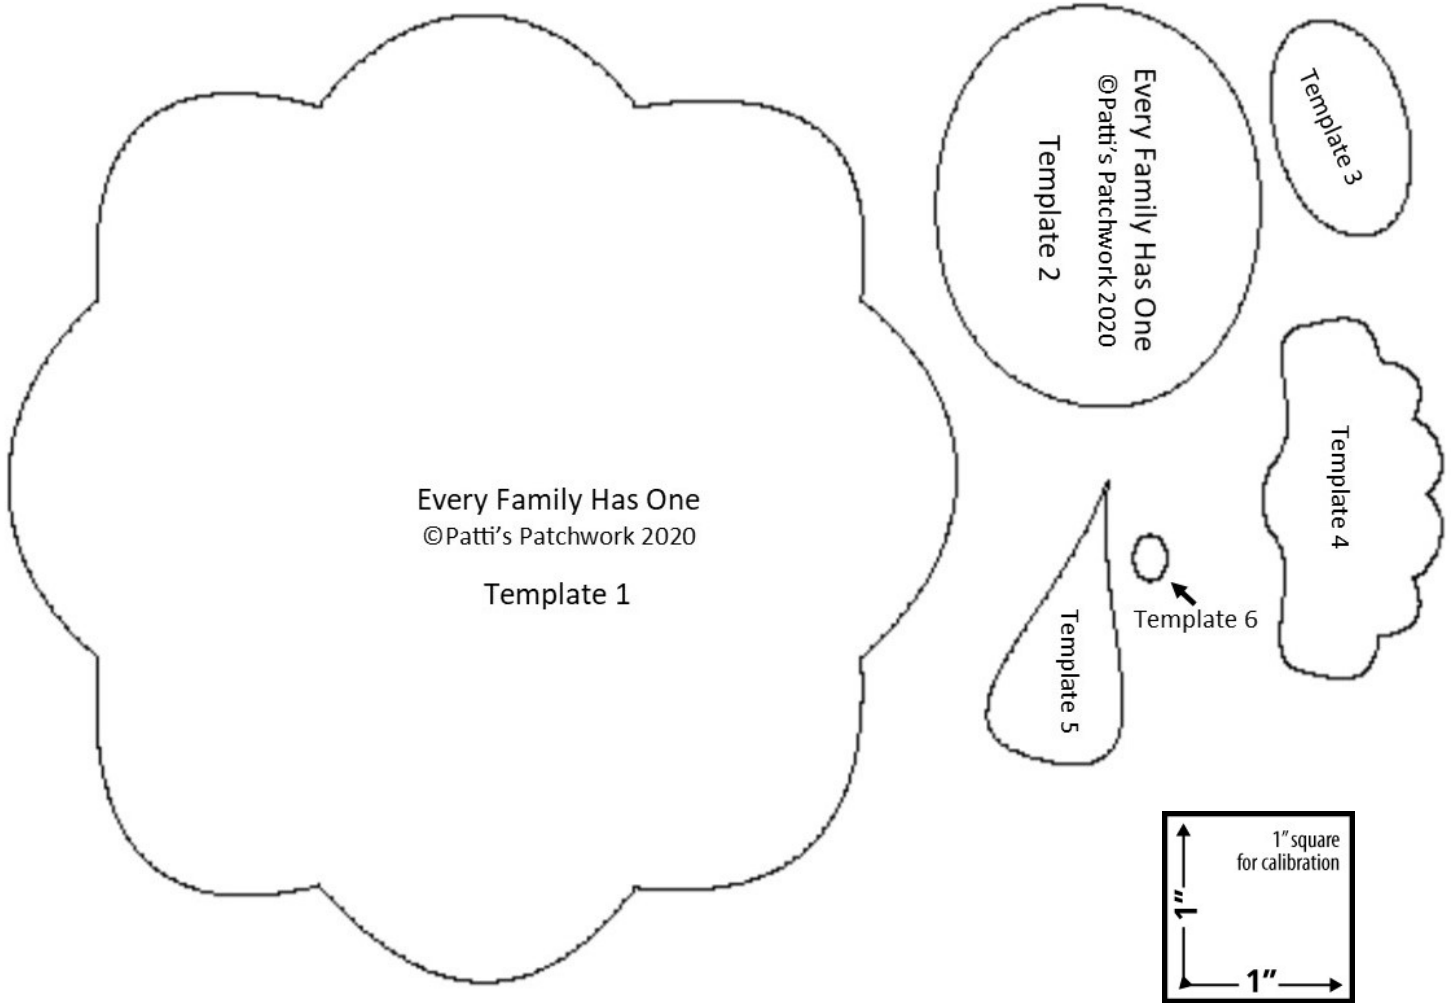 Every Family Has One
©Patti’s Patchwork 2020
Template 1
Every Family Has One
©Patti’s Patchwork 2020
Template 2
Template 3
Template 4
Template 5
Template 6
1” square
for calibration
1”
1”